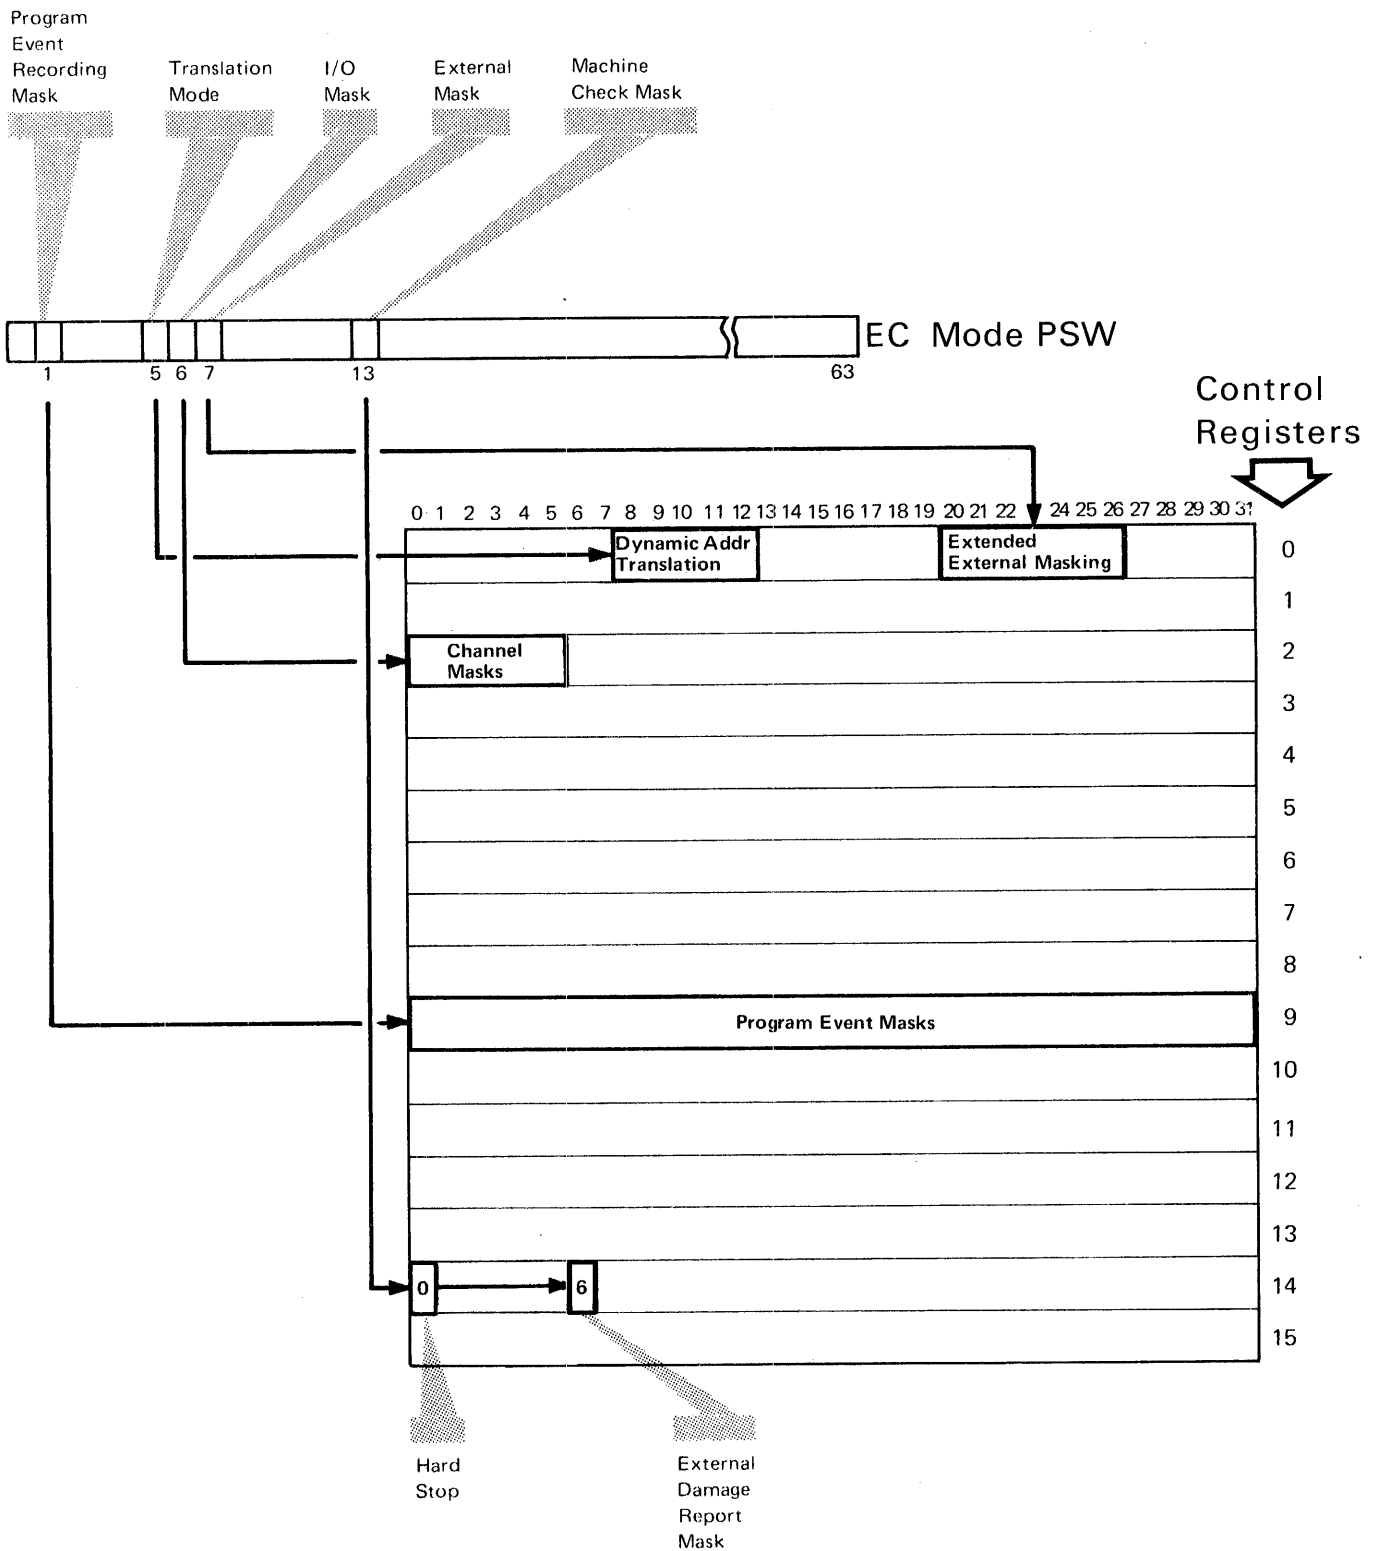 Program
Event
Recording
Mask
Translation
Mode
I/O
Mask
External
Mask
Machine
Check Mask
EC Mode PSW
1 5 6 7 13 63
Control
Registers
0 1 2 3 4 5 6 7 8 9 10 11 12 13 14 15 16 17 18 19 20 21 22 24 25 26 27 28 29 30 31
Dynamic Addr
Translation
Extended
External Masking
0
1
Channel
Masks
2
3
4
5
6
7
8
Program Event Masks
9
10
11
12
13
0 6
14
15
Hard
Stop
External
Damage
Report
Mask